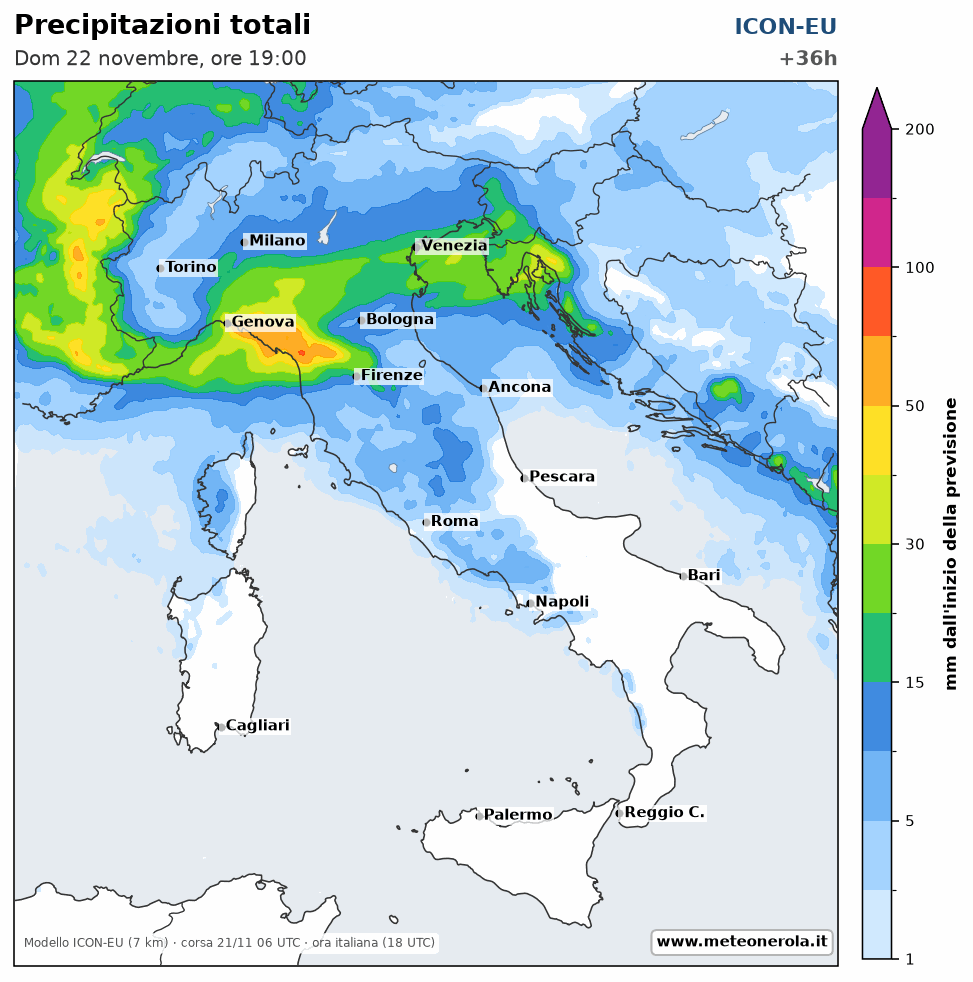 Precipitazioni totali
ICON-EU
Dom 22 novembre, ore 19:00
+36h
200
100
50
30
15
5
1
mm dall'inizio della previsione
Milano
Venezia
Torino
Genova
Bologna
Firenze
Ancona
Pescara
Roma
Bari
Napoli
Cagliari
Palermo
Reggio C.
Modello ICON-EU (7 km) · corsa 21/11 06 UTC · ora italiana (18 UTC)
www.meteonerola.it